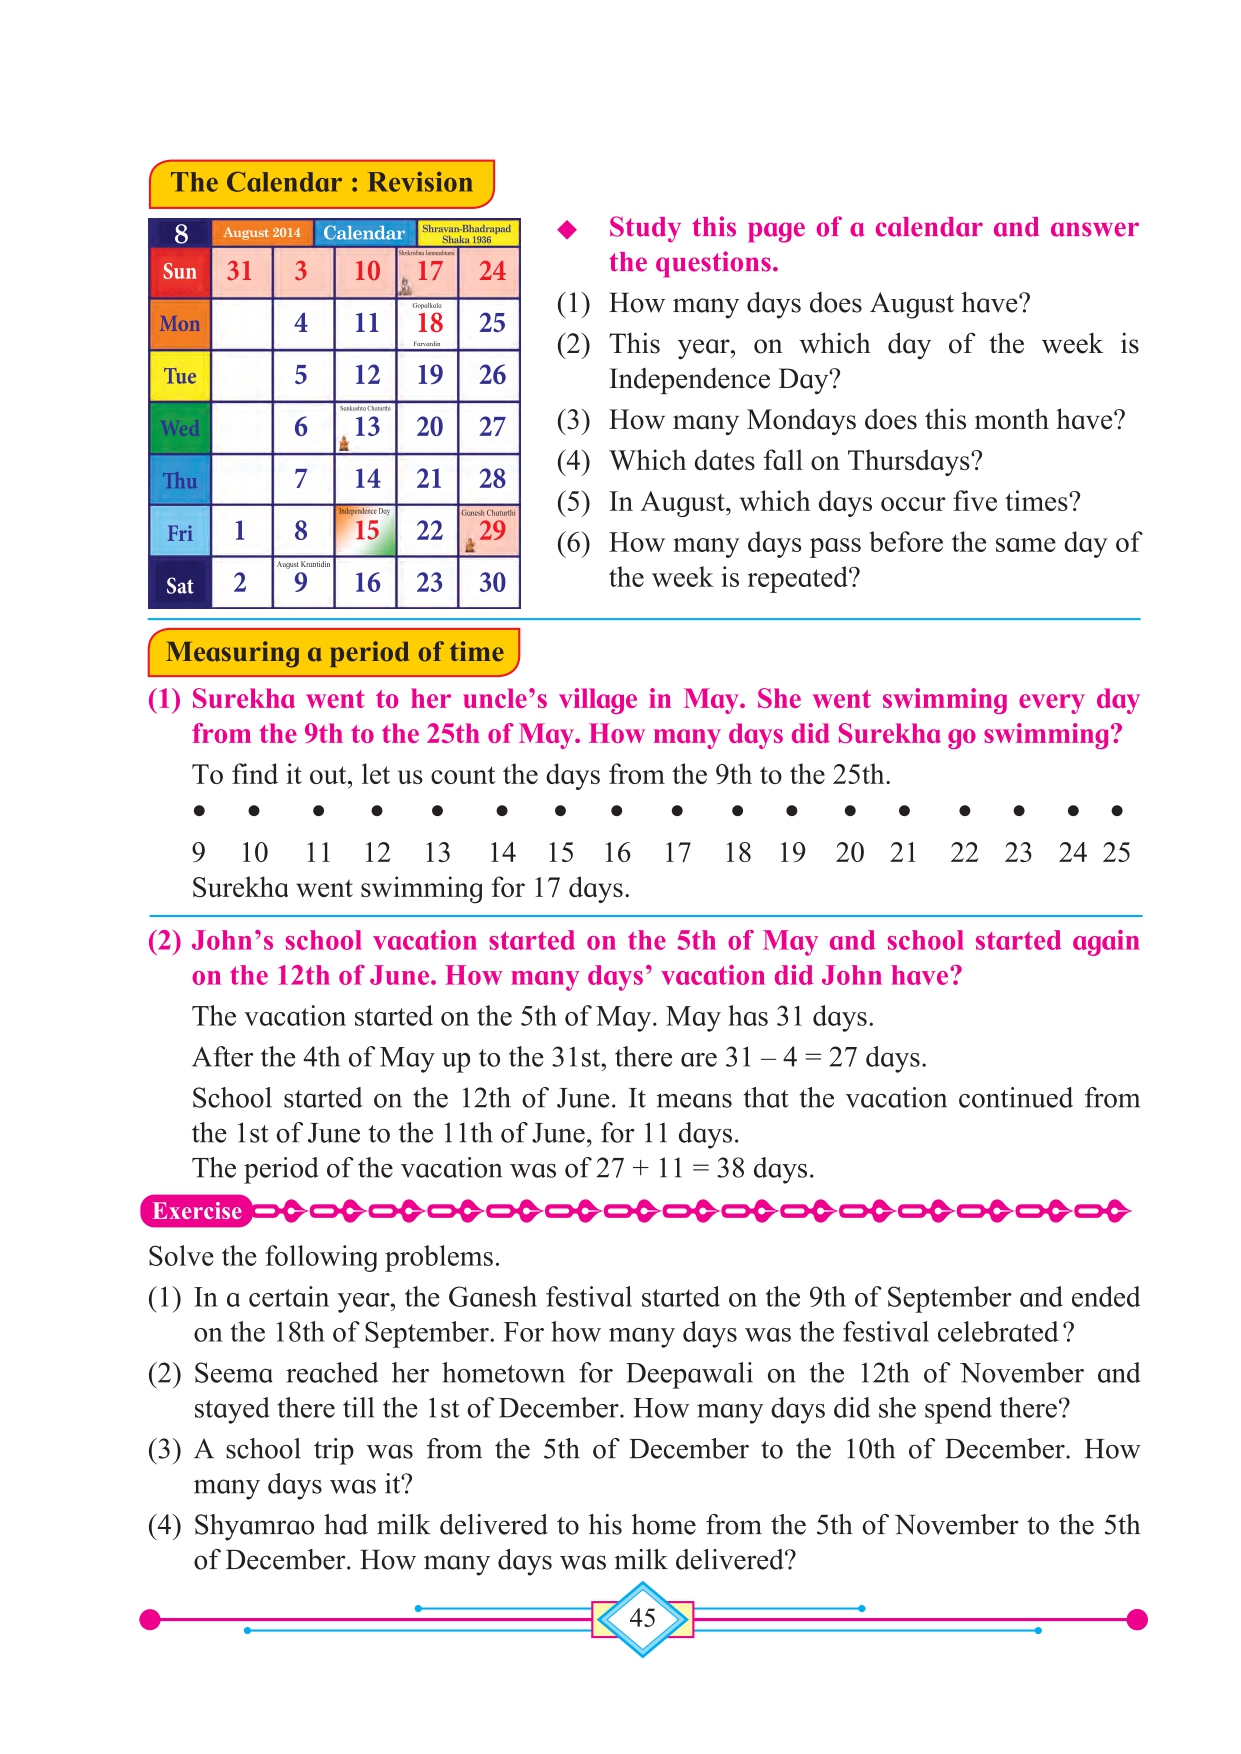 The Calendar : Revision
8 August 2014 Calendar Shravan-Bhadrapad
Shaka 1936
Shrikrishna Janmashtami
Sun 31 3 10 17 24
Gopalkala
Mon 4 11 18 25
Farvardin
Tue 5 12 19 26
Sankashta Chaturthi
Wed 6 13 20 27
Thu 7 14 21 28
Independence Day Ganesh Chaturthi
Fri 1 8 15 22 29
August Krantidin
Sat 2 9 16 23 30
◆ Study this page of a calendar and answer
the questions.
(1) How many days does August have?
(2) This year, on which day of the week is
Independence Day?
(3) How many Mondays does this month have?
(4) Which dates fall on Thursdays?
(5) In August, which days occur five times?
(6) How many days pass before the same day of
the week is repeated?
Measuring a period of time
(1) Surekha went to her uncle’s village in May. She went swimming every day
from the 9th to the 25th of May. How many days did Surekha go swimming?
To find it out, let us count the days from the 9th to the 25th.
9 10 11 12 13 14 15 16 17 18 19 20 21 22 23 24 25
Surekha went swimming for 17 days.
(2) John’s school vacation started on the 5th of May and school started again
on the 12th of June. How many days’ vacation did John have?
The vacation started on the 5th of May. May has 31 days.
After the 4th of May up to the 31st, there are 31 – 4 = 27 days.
School started on the 12th of June. It means that the vacation continued from
the 1st of June to the 11th of June, for 11 days.
The period of the vacation was of 27 + 11 = 38 days.
Exercise
Solve the following problems.
(1) In a certain year, the Ganesh festival started on the 9th of September and ended
on the 18th of September. For how many days was the festival celebrated?
(2) Seema reached her hometown for Deepawali on the 12th of November and
stayed there till the 1st of December. How many days did she spend there?
(3) A school trip was from the 5th of December to the 10th of December. How
many days was it?
(4) Shyamrao had milk delivered to his home from the 5th of November to the 5th
of December. How many days was milk delivered?
45